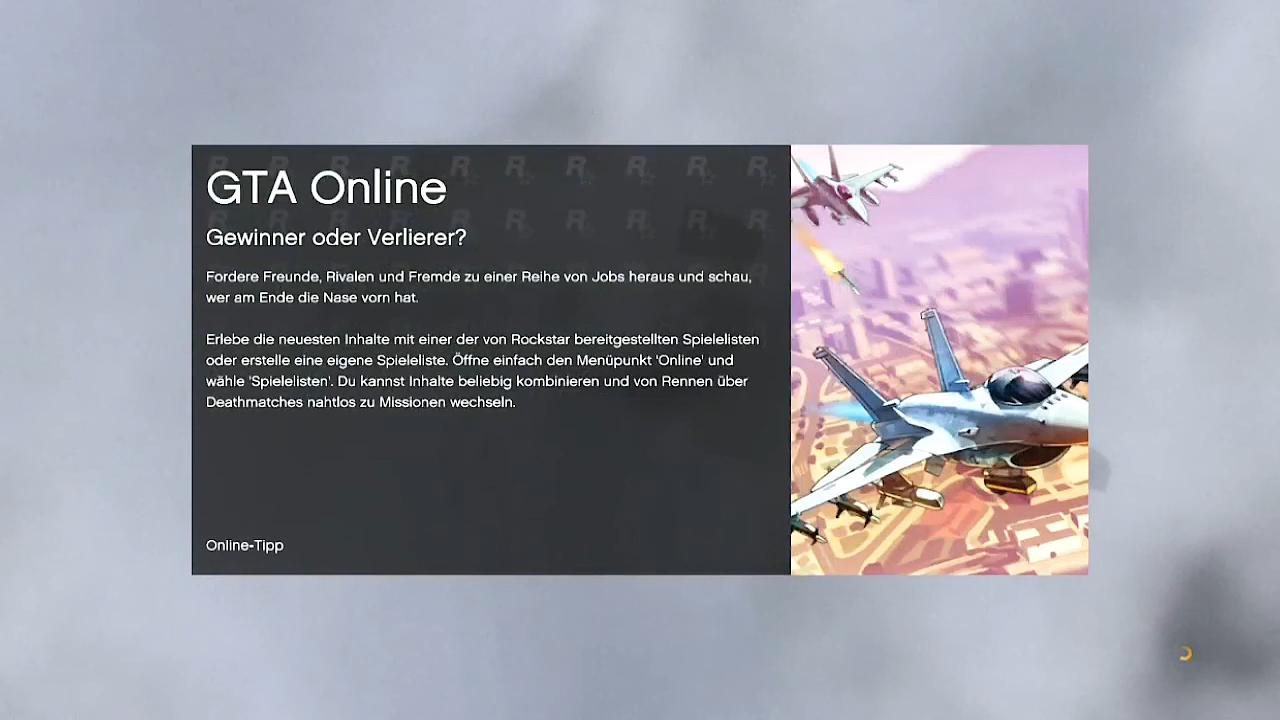 GTA Online
Gewinner oder Verlierer?
Fordere Freunde, Rivalen und Fremde zu einer Reihe von Jobs heraus und schau,
wer am Ende die Nase vorn hat.
Erlebe die neuesten Inhalte mit einer der von Rockstar bereitgestellten Spielelisten
oder erstelle eine eigene Spieleliste. Öffne einfach den Menüpunkt 'Online' und
wähle 'Spielelisten'. Du kannst Inhalte beliebig kombinieren und von Rennen über
Deathmatches nahtlos zu Missionen wechseln.
Online-Tipp